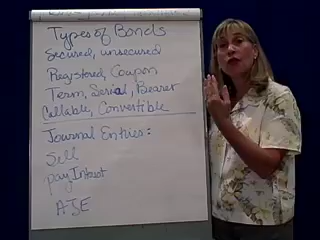 Types of Bonds
Secured, unsecured
Registered, Coupon
Term, Serial, Bearer
Callable, Convertible
Journal Entries:
Sell
pay Interest
AJE